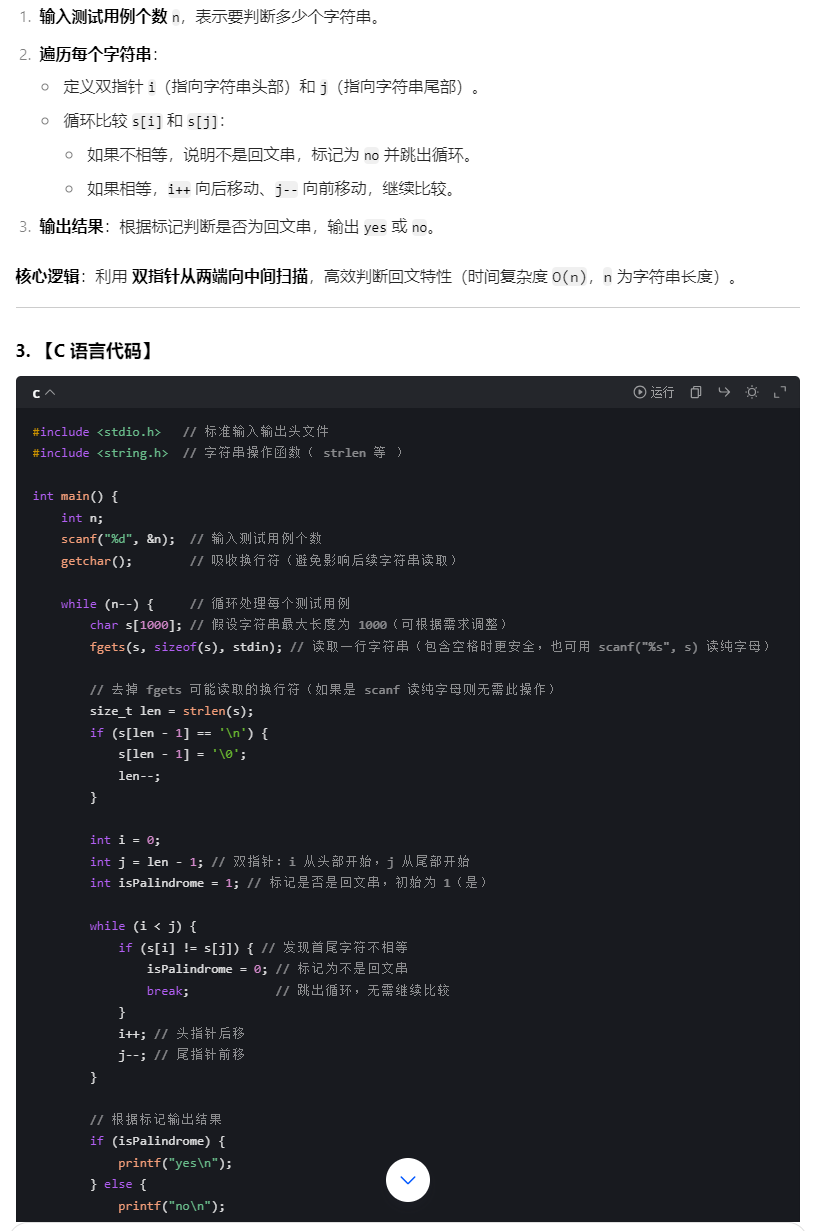 1. 输入测试用例个数 n，表示要判断多少个字符串。
2. 遍历每个字符串：
定义双指针 i（指向字符串头部）和 j（指向字符串尾部）。
循环比较 s[i] 和 s[j]：
如果不相等，说明不是回文串，标记为 no 并跳出循环。
如果相等，i++ 向后移动、j-- 向前移动，继续比较。
3. 输出结果：根据标记判断是否为回文串，输出 yes 或 no。
核心逻辑：利用 双指针从两端向中间扫描，高效判断回文特性（时间复杂度 O(n)，n 为字符串长度）。
3. 【C 语言代码】
C 运行
#include <stdio.h>   // 标准输入输出头文件
#include <string.h>  // 字符串操作函数（ strlen 等 ）
int main() {
    int n;
    scanf("%d", &n);  // 输入测试用例个数
    getchar();        // 吸收换行符（避免影响后续字符串读取）
    while (n--) {     // 循环处理每个测试用例
        char s[1000]; // 假设字符串最大长度为 1000（可根据需求调整）
        fgets(s, sizeof(s), stdin); // 读取一行字符串（包含空格时更安全，也可用 scanf("%s", s) 读纯字母）
        // 去掉 fgets 可能读取的换行符（如果是 scanf 读纯字母则无需此操作）
        size_t len = strlen(s);
        if (s[len - 1] == '\n') {
            s[len - 1] = '\0';
            len--;
        }
        int i = 0;
        int j = len - 1; // 双指针：i 从头部开始，j 从尾部开始
        int isPalindrome = 1; // 标记是否是回文串，初始为 1（是）
        while (i < j) {
            if (s[i] != s[j]) { // 发现首尾字符不相等
                isPalindrome = 0; // 标记为不是回文串
                break;            // 跳出循环，无需继续比较
            }
            i++; // 头指针后移
            j--; // 尾指针前移
        }
        // 根据标记输出结果
        if (isPalindrome) {
            printf("yes\n");
        } else {
            printf("no\n");